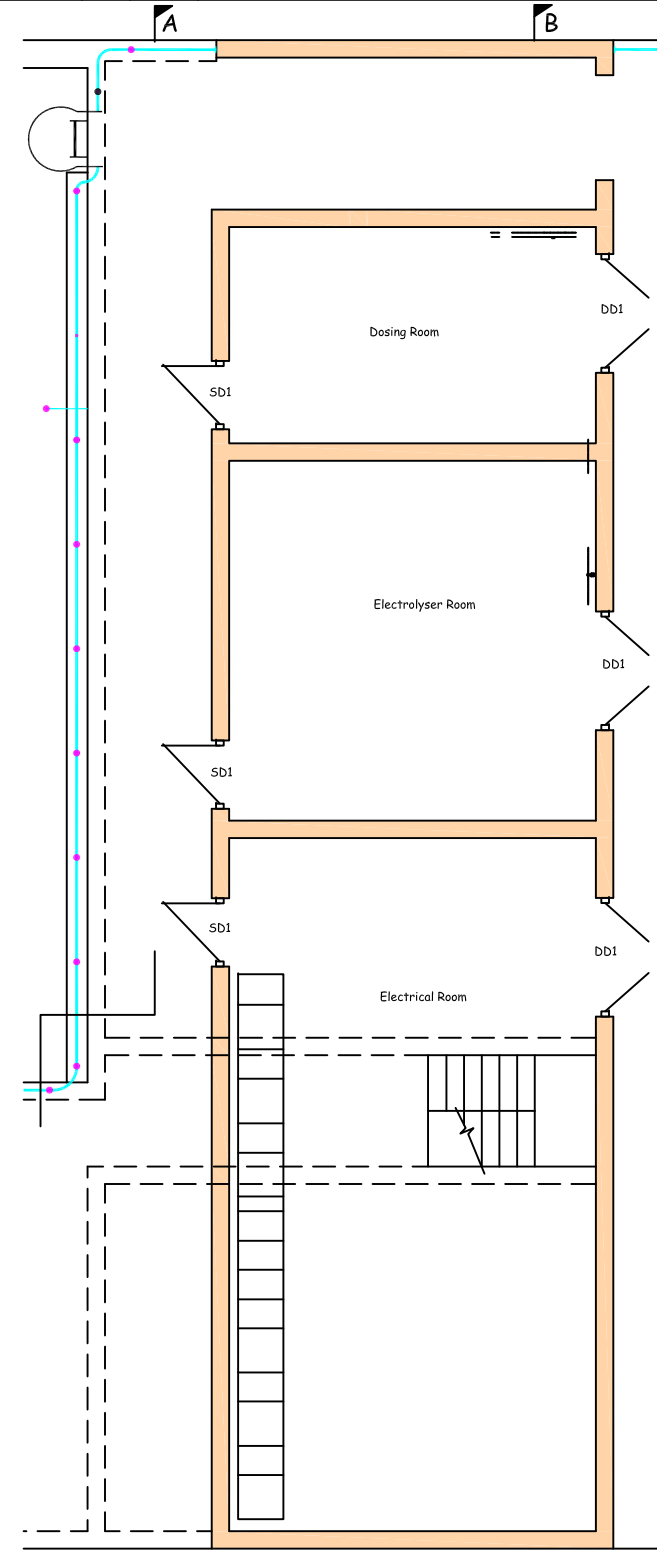 A
B
DD1
Dosing Room
SD1
Electrolyser Room
DD1
SD1
SD1
DD1
Electrical Room